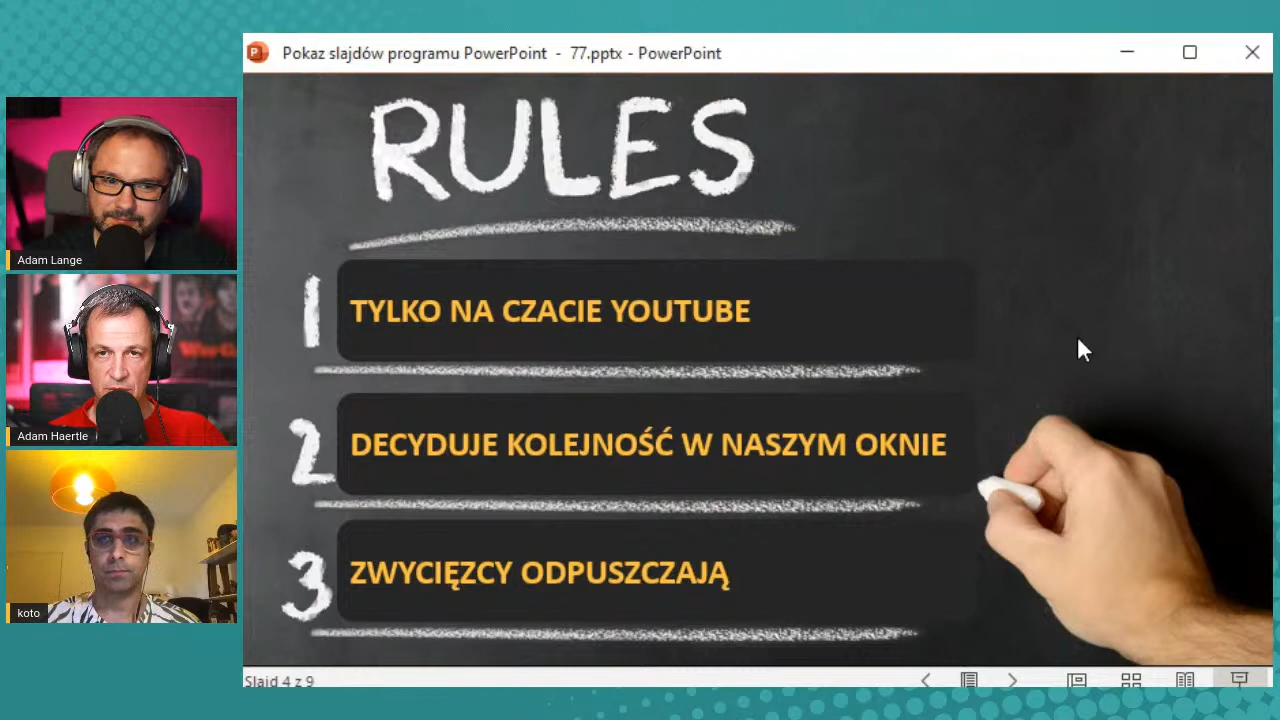 Pokaz slajdów programu PowerPoint - 77.pptx - PowerPoint
Adam Lange
Adam Haertle
koto
RULES
1 TYLKO NA CZACIE YOUTUBE
2 DECYDUJE KOLEJNOŚĆ W NASZYM OKNIE
3 ZWYCIĘZCY ODPUSZCZAJĄ
Slajd 4 z 9